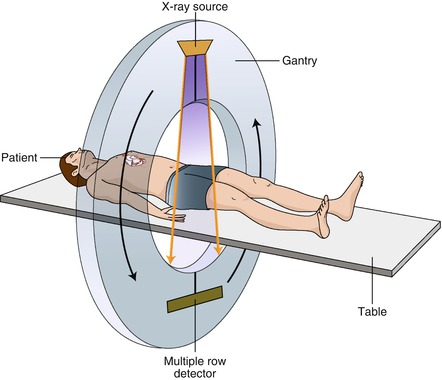 X-ray source
Gantry
Patient
Table
Multiple row
detector